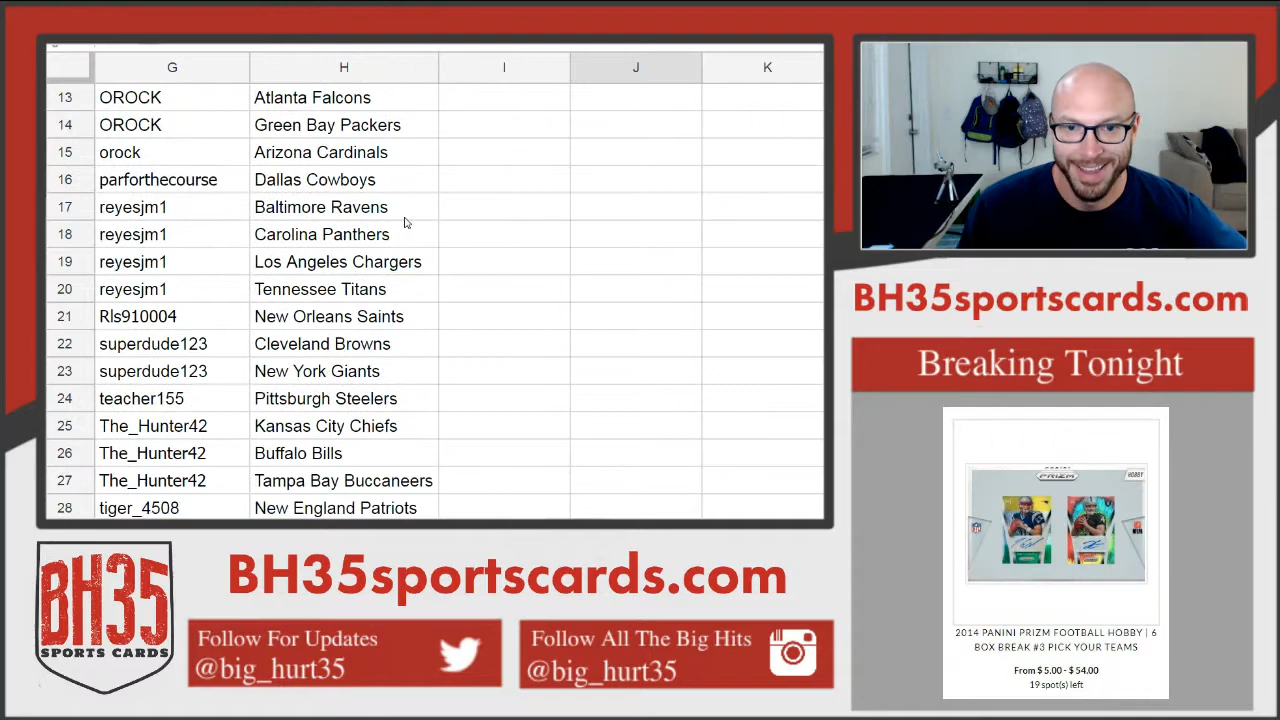 G H I J K
13 OROCK Atlanta Falcons
14 OROCK Green Bay Packers
15 orock Arizona Cardinals
16 parforthecourse Dallas Cowboys
17 reyesjm1 Baltimore Ravens
18 reyesjm1 Carolina Panthers
19 reyesjm1 Los Angeles Chargers
20 reyesjm1 Tennessee Titans
21 Rls910004 New Orleans Saints
22 superdude123 Cleveland Browns
23 superdude123 New York Giants
24 teacher155 Pittsburgh Steelers
25 The_Hunter42 Kansas City Chiefs
26 The_Hunter42 Buffalo Bills
27 The_Hunter42 Tampa Bay Buccaneers
28 tiger_4508 New England Patriots
BH35sportscards.com
Breaking Tonight
PRIZM
HOBBY
2014 PANINI PRIZM FOOTBALL HOBBY | 6
BOX BREAK #3 PICK YOUR TEAMS
From $ 5.00 - $ 54.00
19 spot(s) left
BH35
SPORTS CARDS
BH35sportscards.com
Follow For Updates
@big_hurt35
Follow All The Big Hits
@big_hurt35